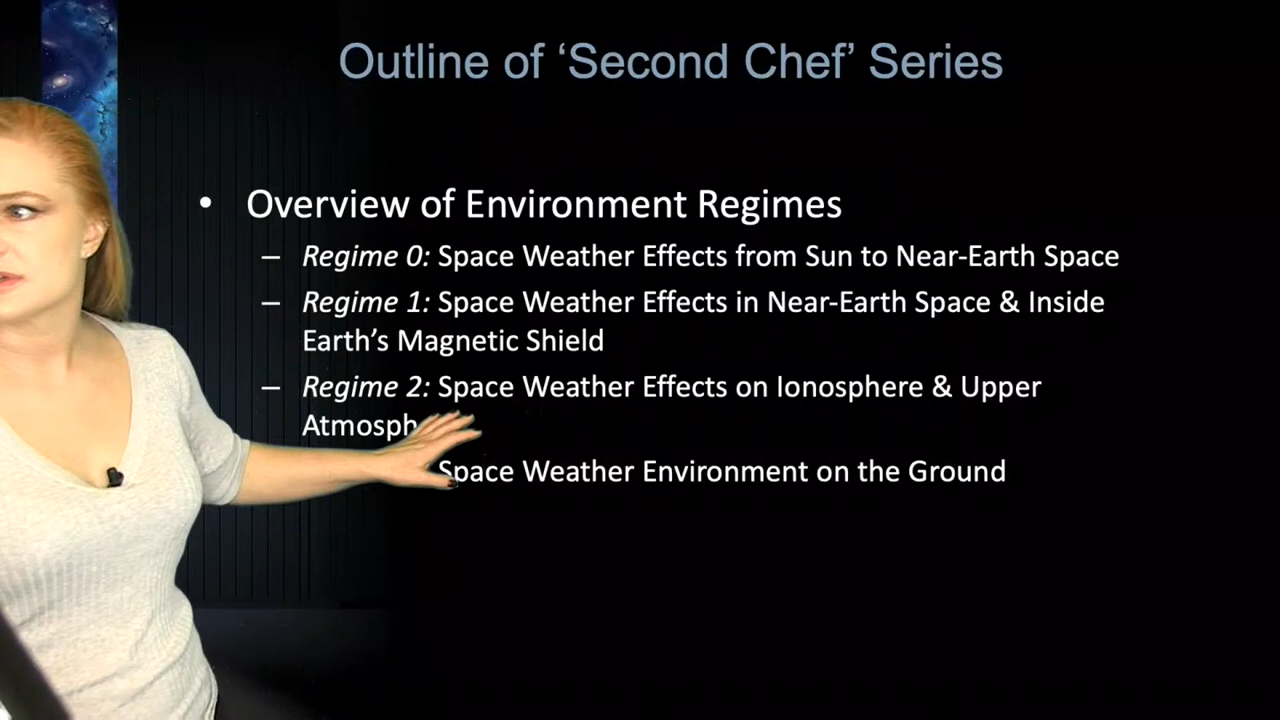 Outline of ‘Second Chef’ Series
• Overview of Environment Regimes
– Regime 0: Space Weather Effects from Sun to Near-Earth Space
– Regime 1: Space Weather Effects in Near-Earth Space & Inside
Earth’s Magnetic Shield
– Regime 2: Space Weather Effects on Ionosphere & Upper
Atmosph
Space Weather Environment on the Ground